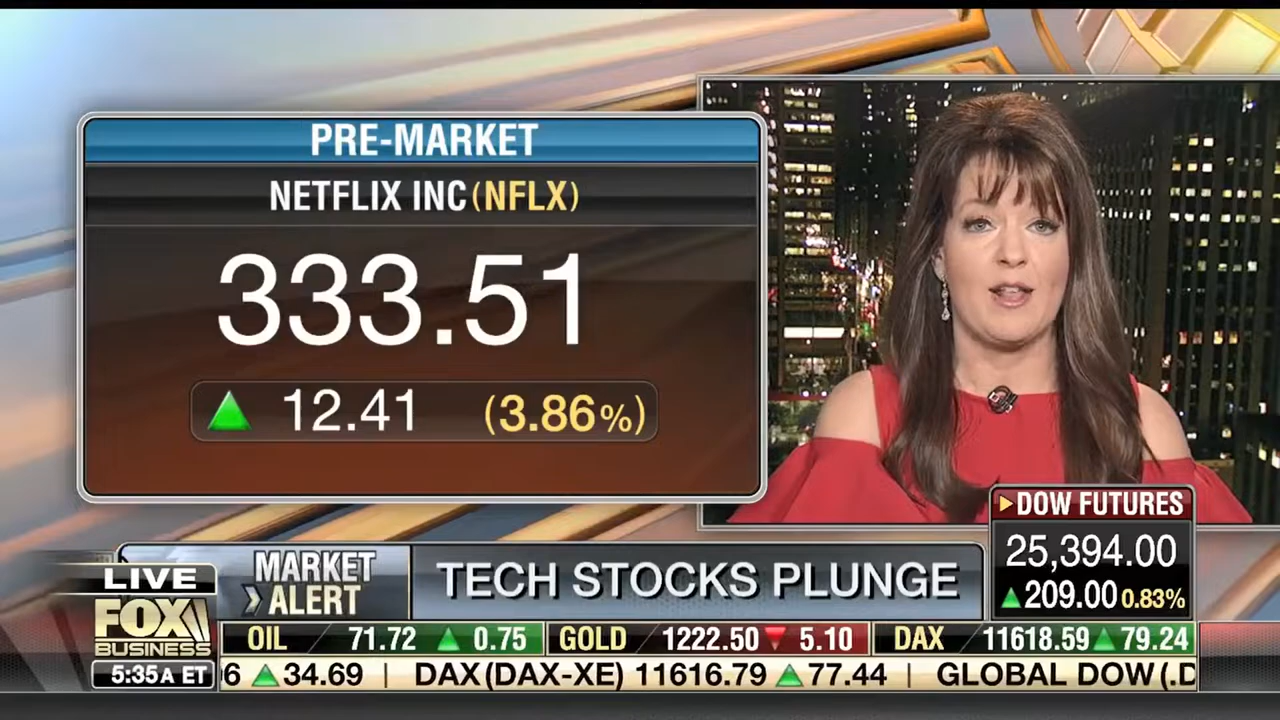 PRE-MARKET
NETFLIX INC (NFLX)
333.51
12.41 (3.86%)
DOW FUTURES
25,394.00
209.00 0.83%
MARKET ALERT
TECH STOCKS PLUNGE
LIVE
FOX
BUSINESS
5:35A ET
OIL 71.72 0.75 GOLD 1222.50 5.10 DAX 11618.59 79.24
6 34.69 | DAX (DAX-XE) 11616.79 77.44 | GLOBAL DOW (.D